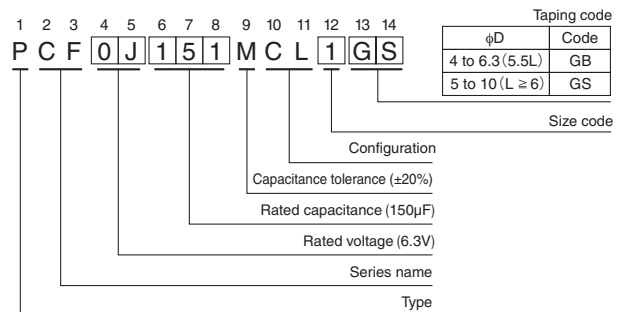 1 2 3 4 5 6 7 8 9 10 11 12 13 14
P C F 0 J 1 5 1 M C L 1 G S
Taping code
φD Code
4 to 6.3(5.5L) GB
5 to 10(L ≧ 6) GS
Size code
Configuration
Capacitance tolerance (±20%)
Rated capacitance (150μF)
Rated voltage (6.3V)
Series name
Type